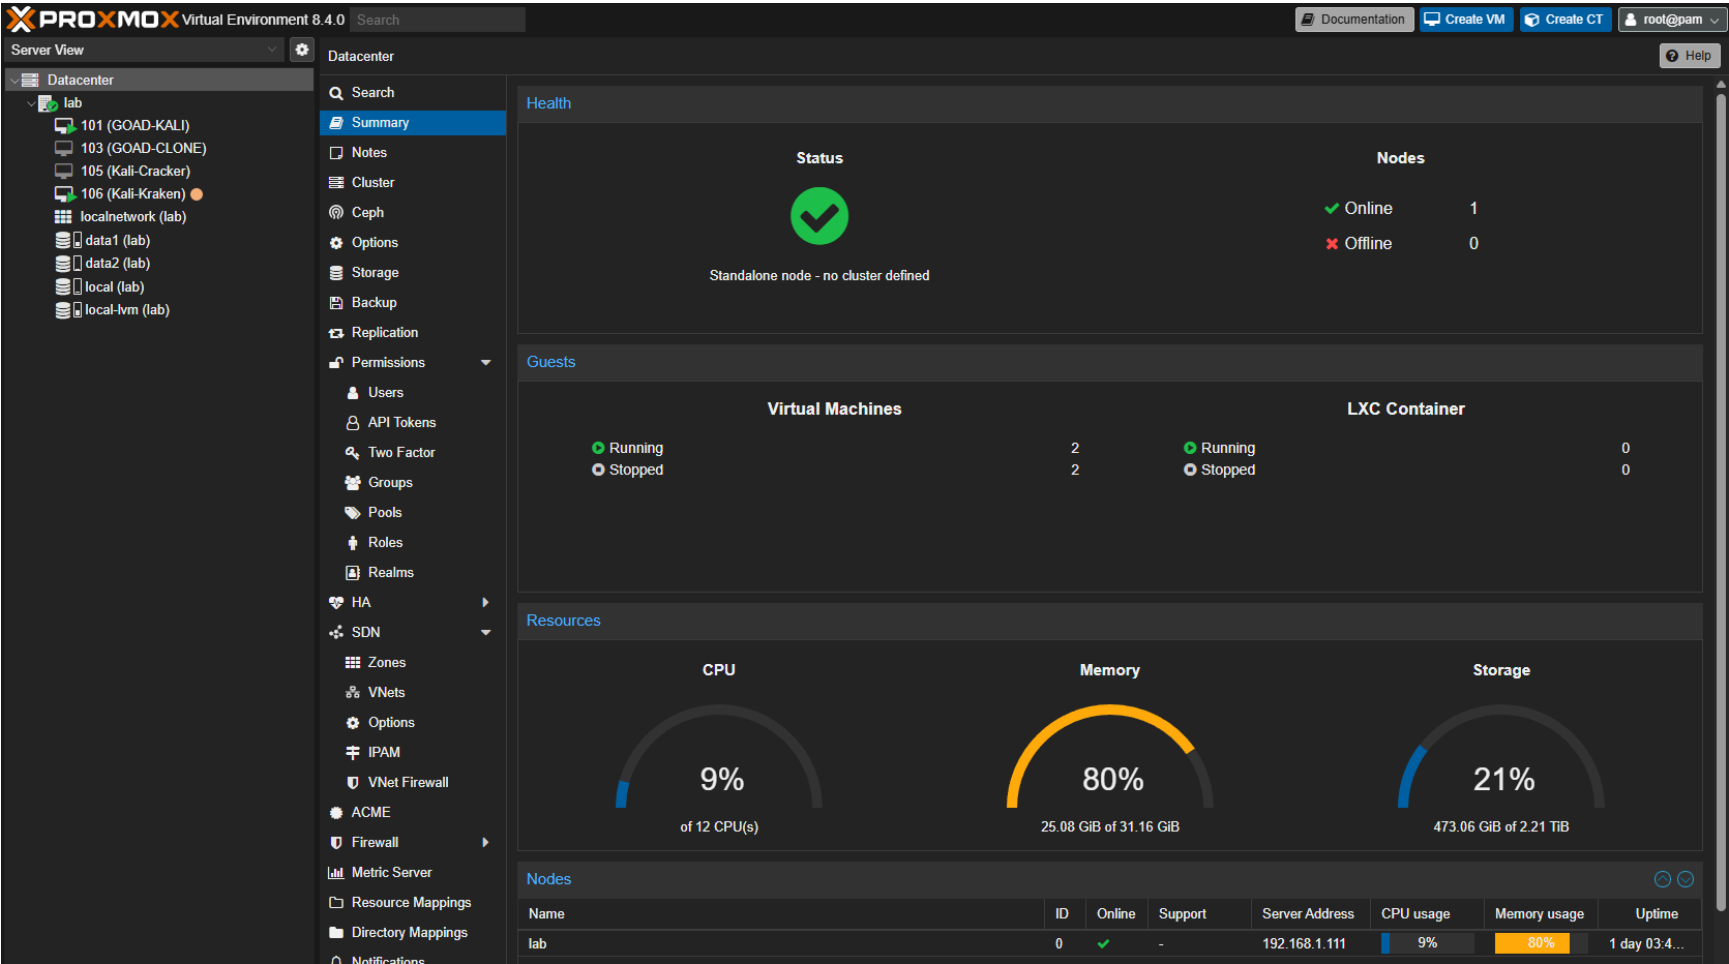 PROXMOX Virtual Environment 8.4.0 Search Documentation Create VM Create CT root@pam
Server View
Datacenter
lab
101 (GOAD-KALI)
103 (GOAD-CLONE)
105 (Kali-Cracker)
106 (Kali-Kraken)
localnetwork (lab)
data1 (lab)
data2 (lab)
local (lab)
local-lvm (lab)
Datacenter
Help
Search
Summary
Notes
Cluster
Ceph
Options
Storage
Backup
Replication
Permissions
Users
API Tokens
Two Factor
Groups
Pools
Roles
Realms
HA
SDN
Zones
VNets
Options
IPAM
VNet Firewall
ACME
Firewall
Metric Server
Resource Mappings
Directory Mappings
Notifications
Health
Status
Standalone node - no cluster defined
Nodes
Online 1
Offline 0
Guests
Virtual Machines
Running 2
Stopped 2
LXC Container
Running 0
Stopped 0
Resources
CPU
9%
of 12 CPU(s)
Memory
80%
25.08 GiB of 31.16 GiB
Storage
21%
473.06 GiB of 2.21 TiB
Nodes
Name ID Online Support Server Address CPU usage Memory usage Uptime
lab 0 - 192.168.1.111 9% 80% 1 day 03:4...